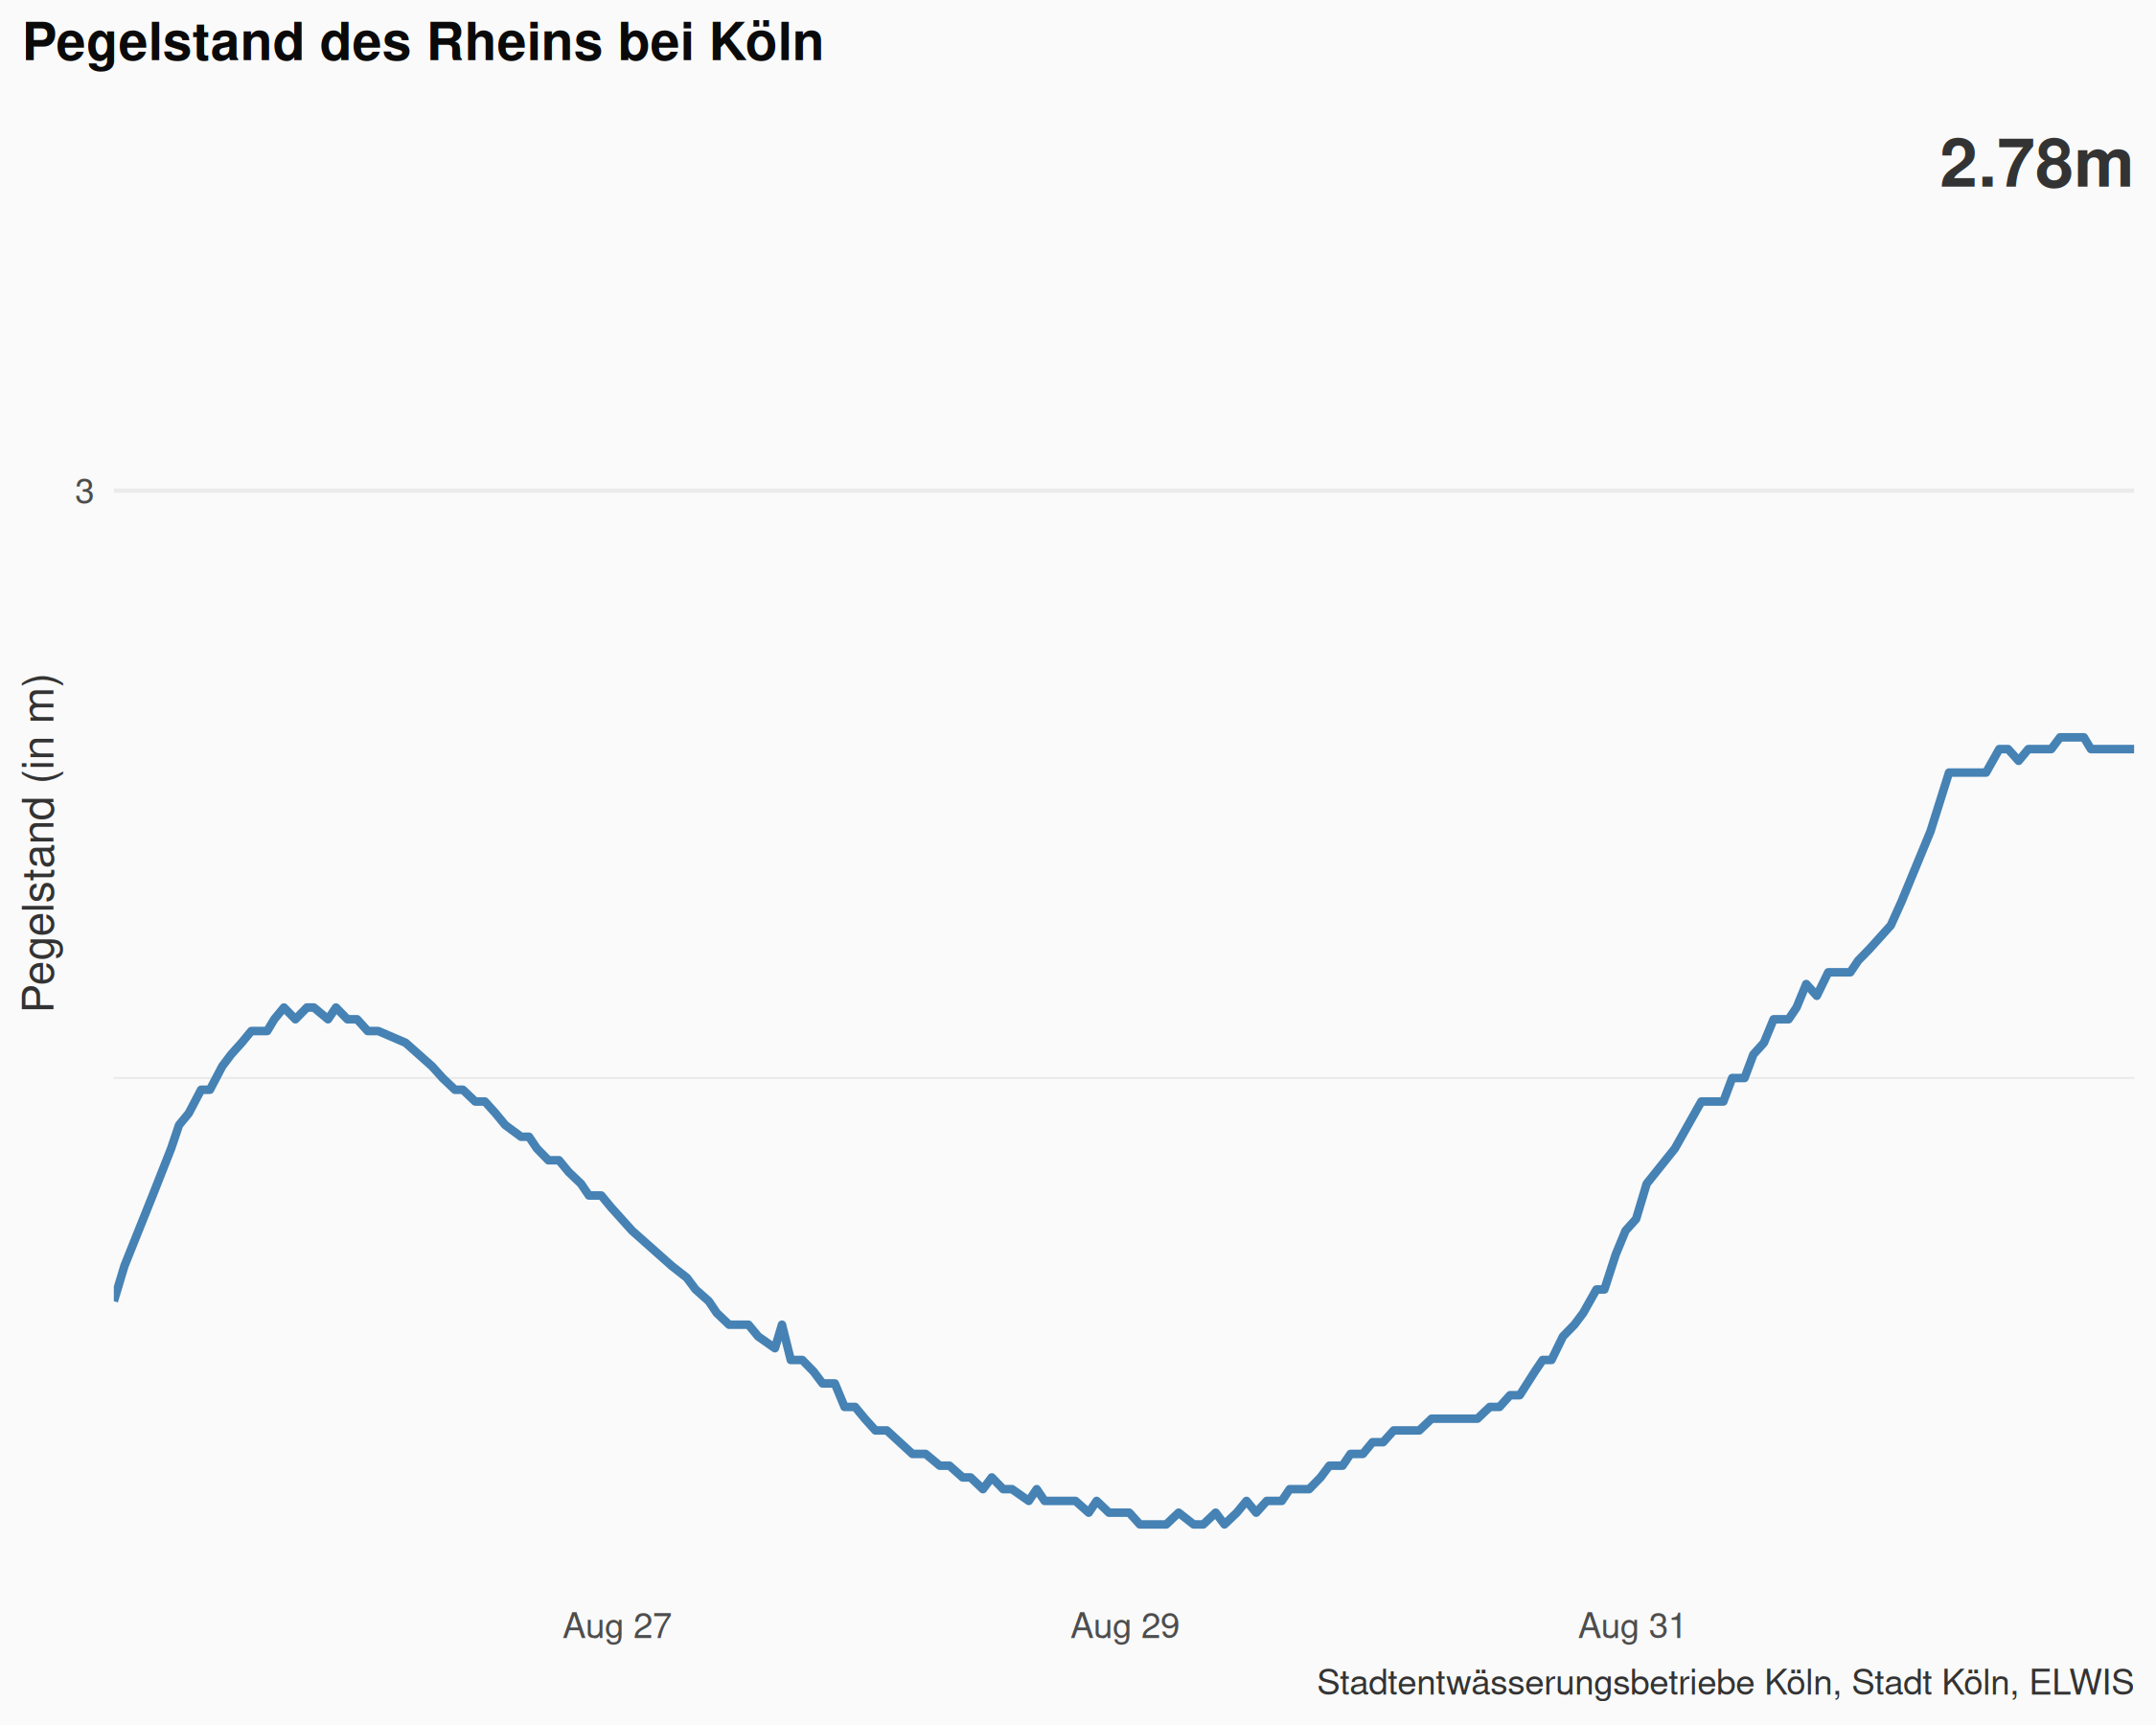 Pegelstand des Rheins bei Köln
2.78m
3
Pegelstand (in m)
Aug 27
Aug 29
Aug 31
Stadtentwässerungsbetriebe Köln, Stadt Köln, ELWIS